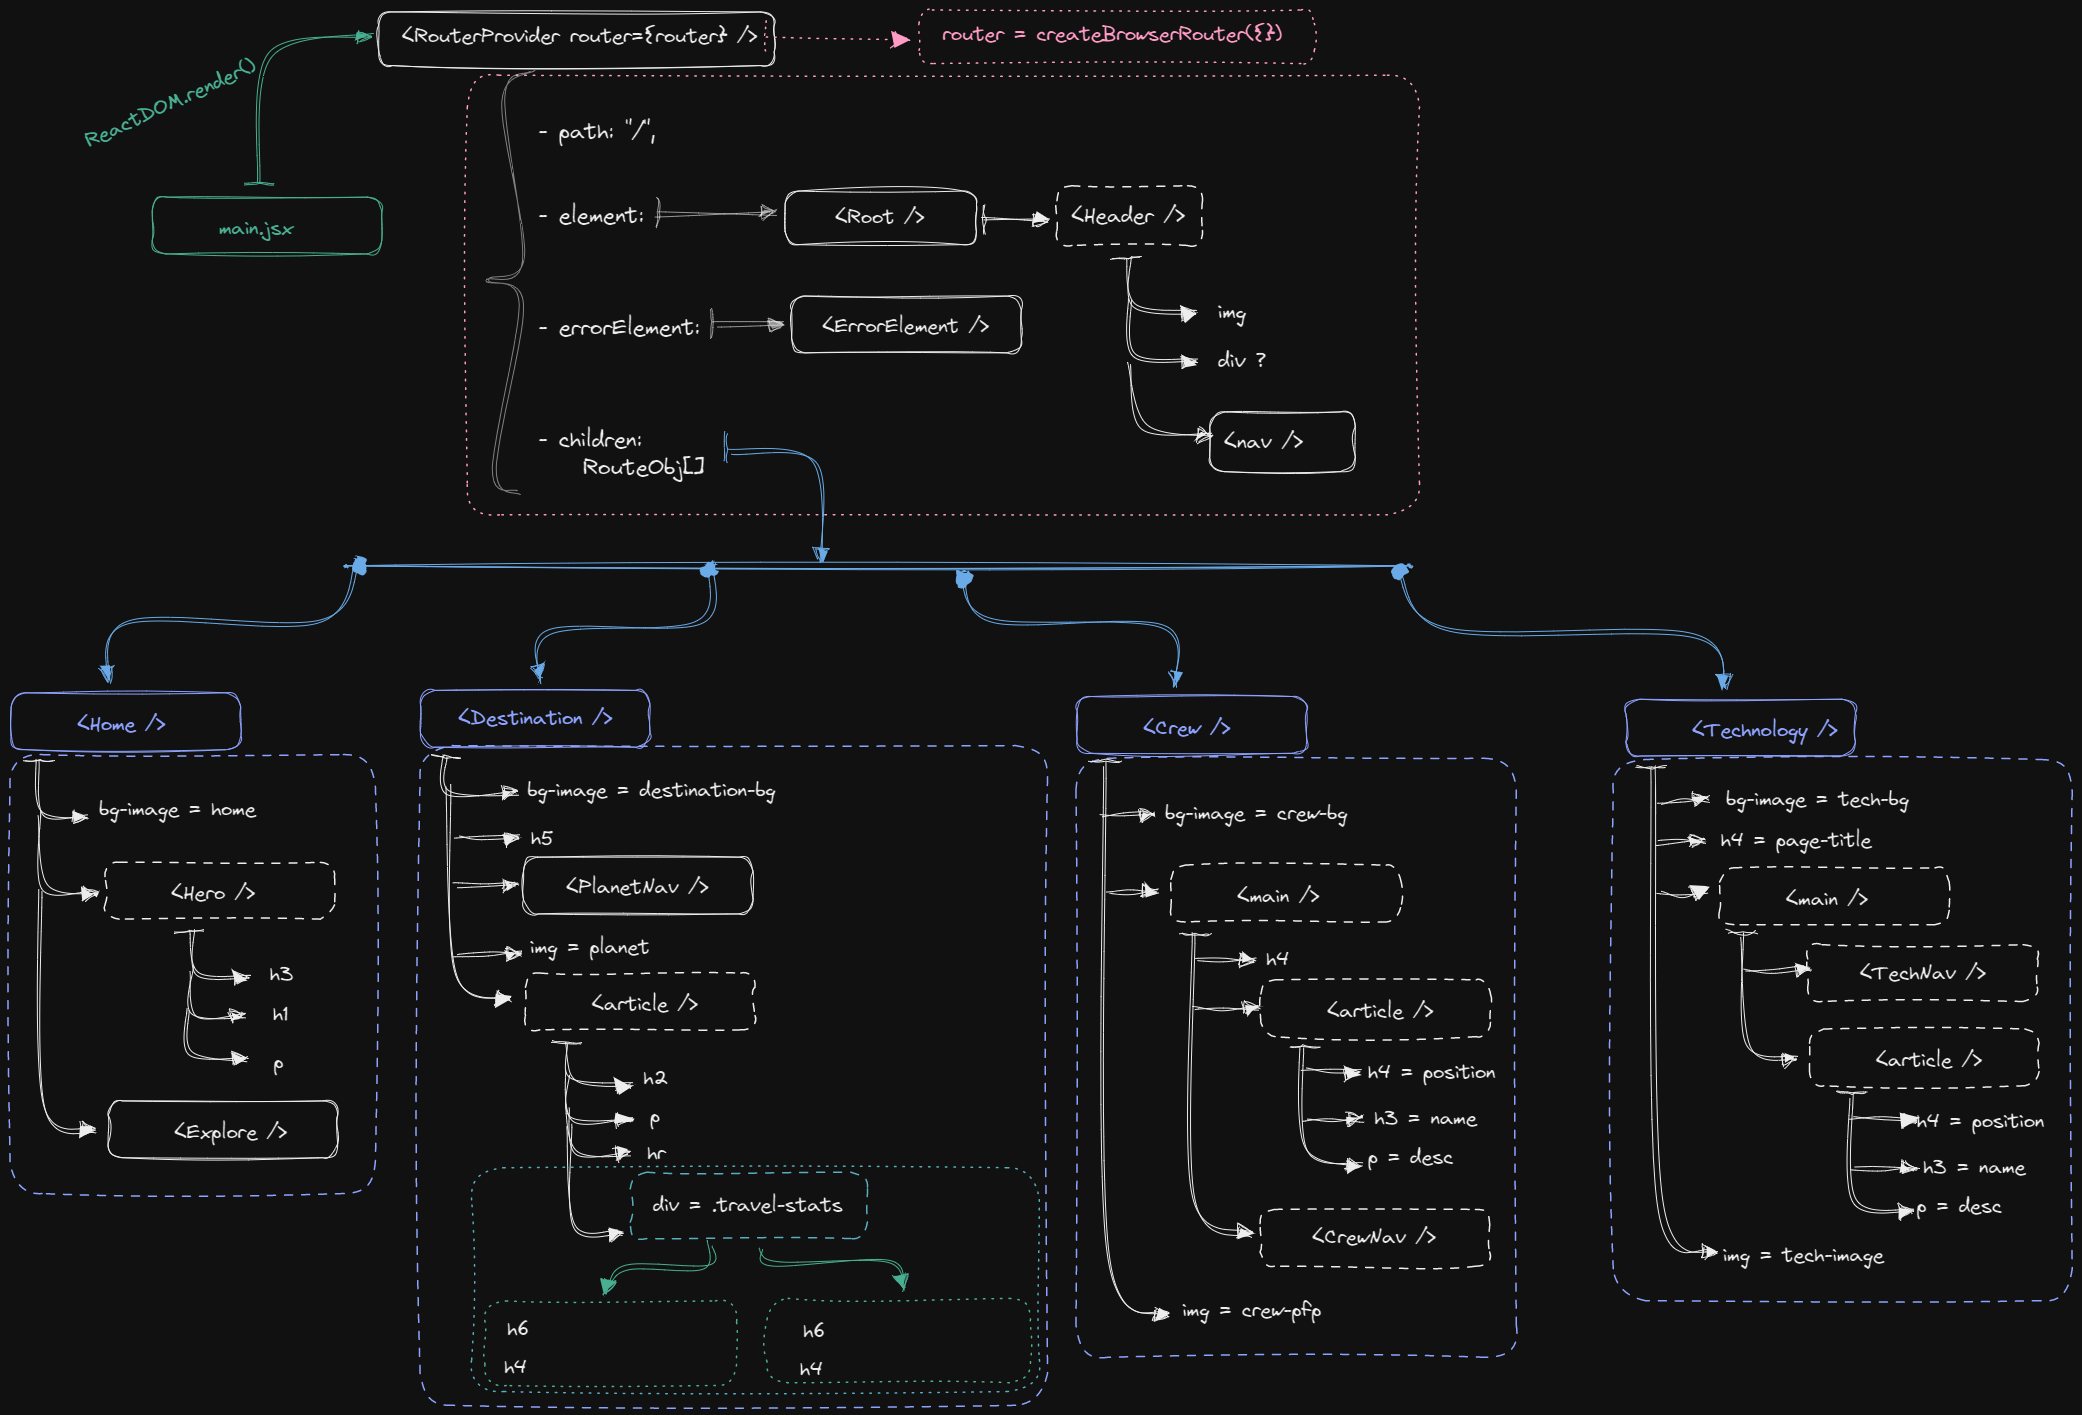 <RouterProvider router={router} />
router = createBrowserRouter({})
ReactDOM.render()
main.jsx
- path: "/",
- element:
<Root />
<Header />
img
div ?
<nav />
- errorElement:
<ErrorElement />
- children:
RouteObj[]
<Home />
bg-image = home
<Hero />
h3
h1
p
<Explore />
<Destination />
bg-image = destination-bg
h5
<PlanetNav />
img = planet
<article />
h2
p
hr
div = .travel-stats
h6
h4
h6
h4
<Crew />
bg-image = crew-bg
<main />
h4
<article />
h4 = position
h3 = name
p = desc
<CrewNav />
img = crew-pfp
<Technology />
bg-image = tech-bg
h4 = page-title
<main />
<TechNav />
<article />
h4 = position
h3 = name
p = desc
img = tech-image